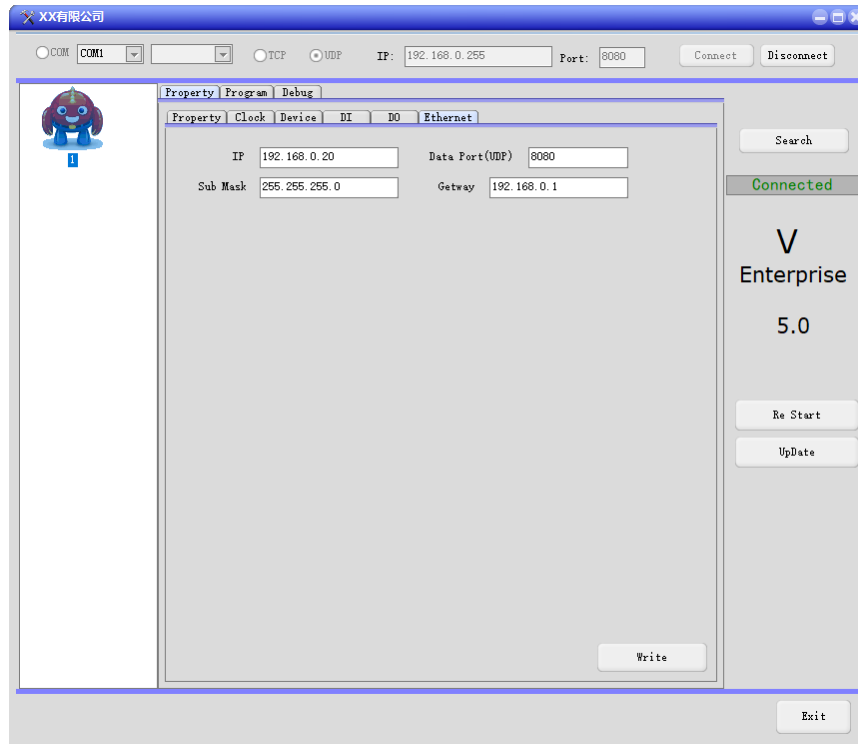 XX有限公司
COM COM1 TCP UDP IP: 192.168.0.255 Port: 8080 Connect Disconnect
Property Program Debug
Property Clock Device DI DO Ethernet
IP 192.168.0.20 Data Port(UDP) 8080
Sub Mask 255.255.255.0 Getway 192.168.0.1
Write
1
Search
Connected
V
Enterprise
5.0
Re Start
UpDate
Exit